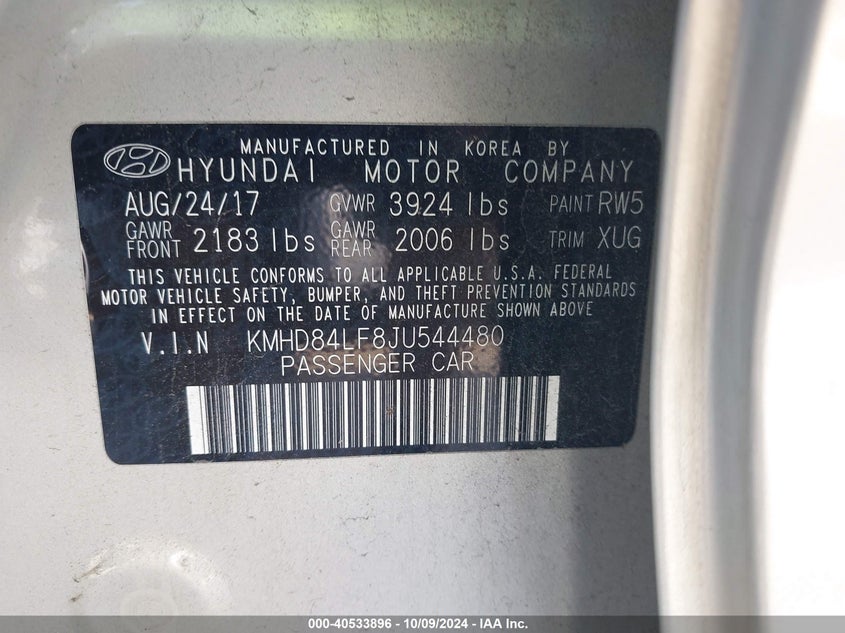 MANUFACTURED IN KOREA BY
HYUNDAI MOTOR COMPANY
AUG/24/17 GVWR 3924 lbs PAINT RW5
GAWR FRONT 2183 lbs GAWR REAR 2006 lbs TRIM XUG
THIS VEHICLE CONFORMS TO ALL APPLICABLE U.S.A. FEDERAL
MOTOR VEHICLE SAFETY, BUMPER, AND THEFT PREVENTION STANDARDS
IN EFFECT ON THE DATE OF MANUFACTURE SHOWN ABOVE
V.I.N KMHD84LF8JU544480
PASSENGER CAR
000-40533896 - 10/09/2024 - IAA Inc.